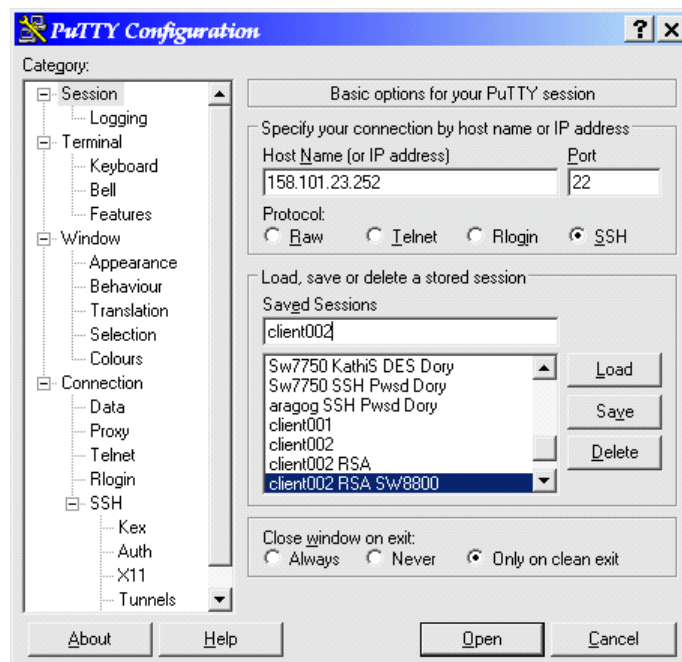 PuTTY Configuration
? ×
Category:
Session
Logging
Terminal
Keyboard
Bell
Features
Window
Appearance
Behaviour
Translation
Selection
Colours
Connection
Data
Proxy
Telnet
Rlogin
SSH
Kex
Auth
X11
Tunnels
Basic options for your PuTTY session
Specify your connection by host name or IP address
Host Name (or IP address) Port
158.101.23.252 22
Protocol:
Raw Telnet Rlogin SSH
Load, save or delete a stored session
Saved Sessions
client002
Sw7750 KathiS DES Dory
Sw7750 SSH Pwsd Dory
aragog SSH Pwsd Dory
client001
client002
client002 RSA
client002 RSA SW8800
Load
Save
Delete
Close window on exit:
Always Never Only on clean exit
About Help Open Cancel